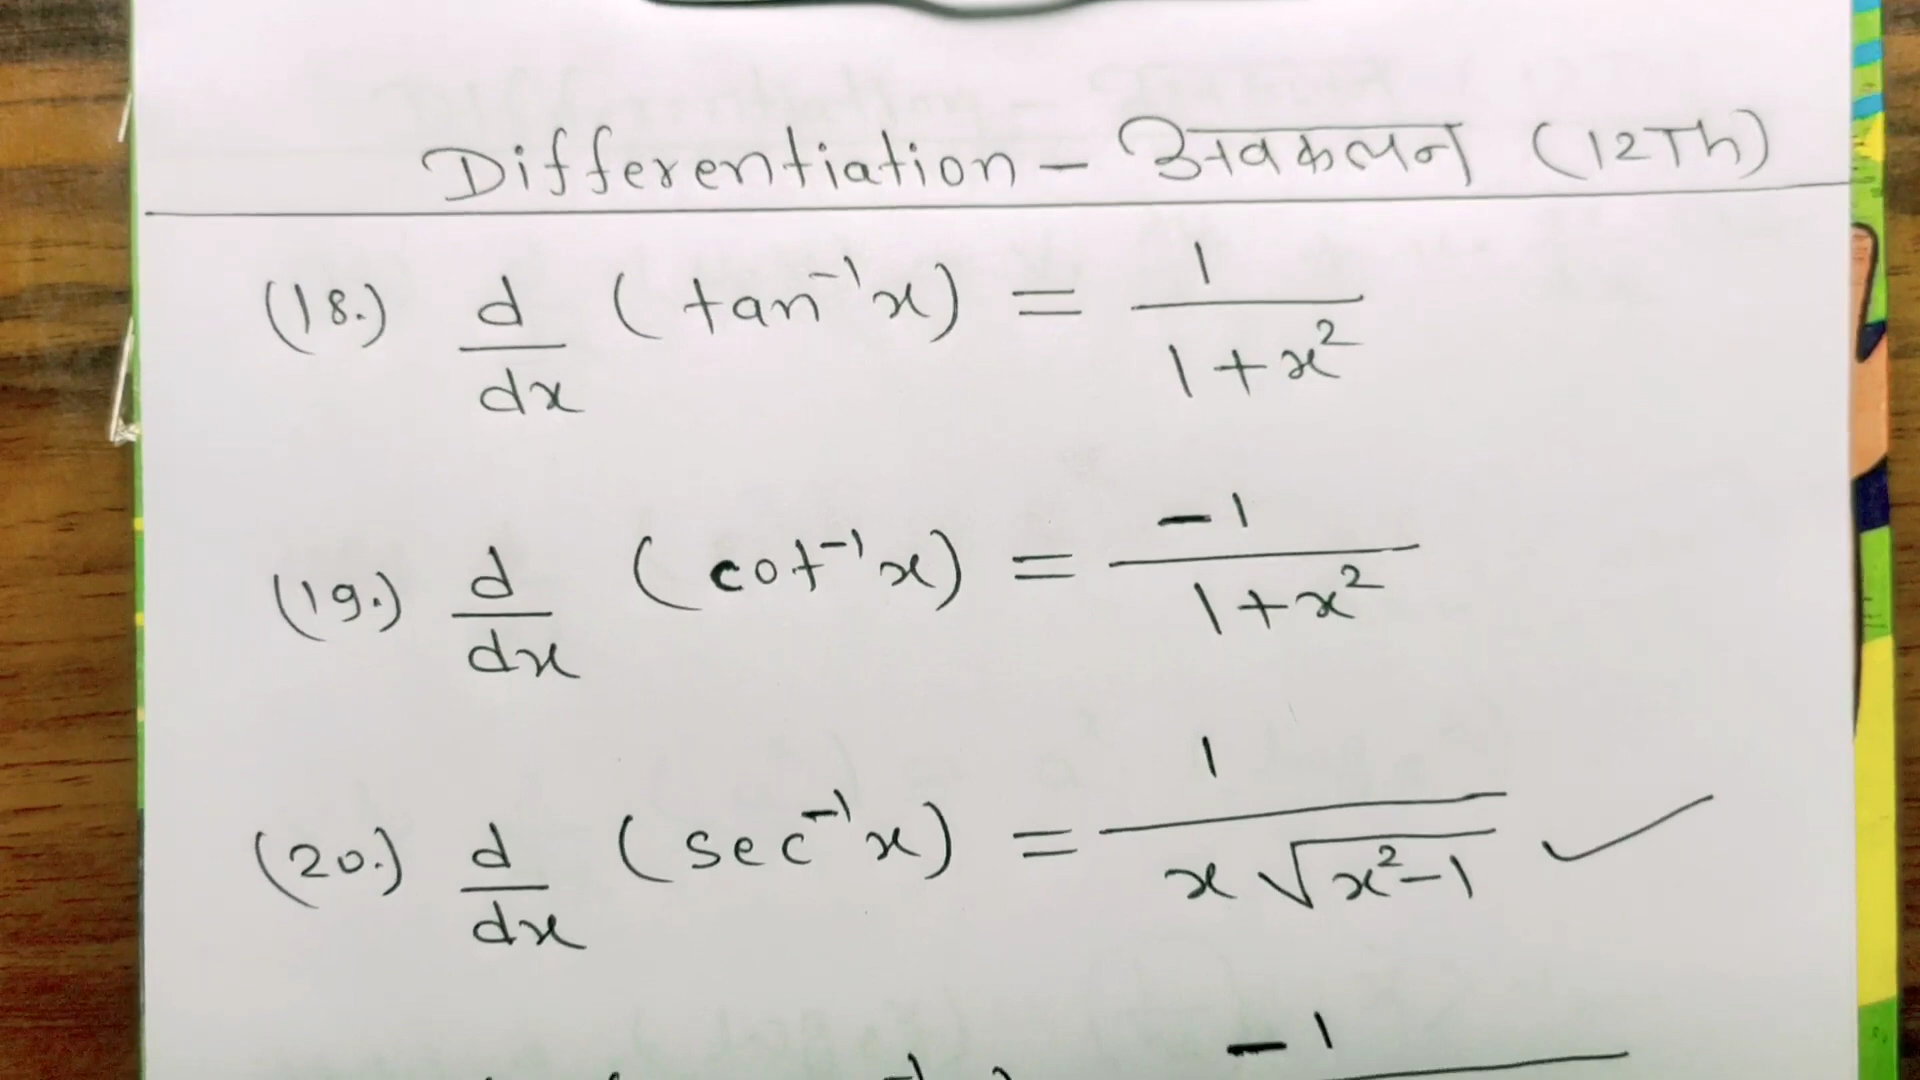 Differentiation - अवकलन (12Th)
(18.) d/dx (tan⁻¹x) = 1/(1+x²)
(19.) d/dx (cot⁻¹x) = -1/(1+x²)
(20.) d/dx (sec⁻¹x) = 1/(x√(x²-1)) ✓
-1